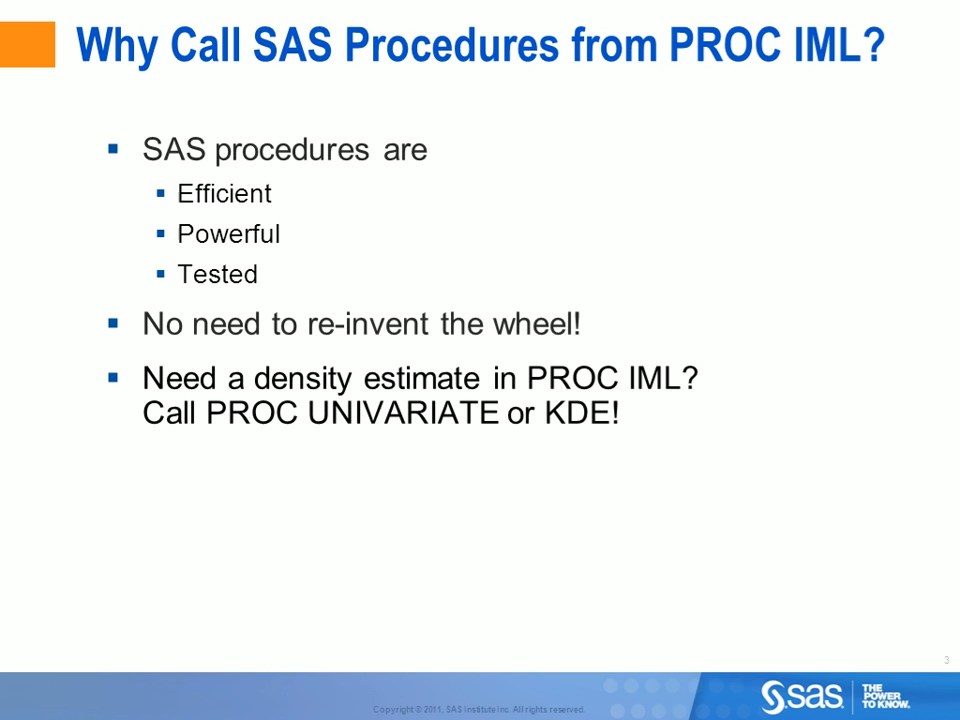 Why Call SAS Procedures from PROC IML?
SAS procedures are
Efficient
Powerful
Tested
No need to re-invent the wheel!
Need a density estimate in PROC IML?
Call PROC UNIVARIATE or KDE!
3
Copyright © 2011, SAS Institute Inc. All rights reserved.
sas.
THE
POWER
TO KNOW.